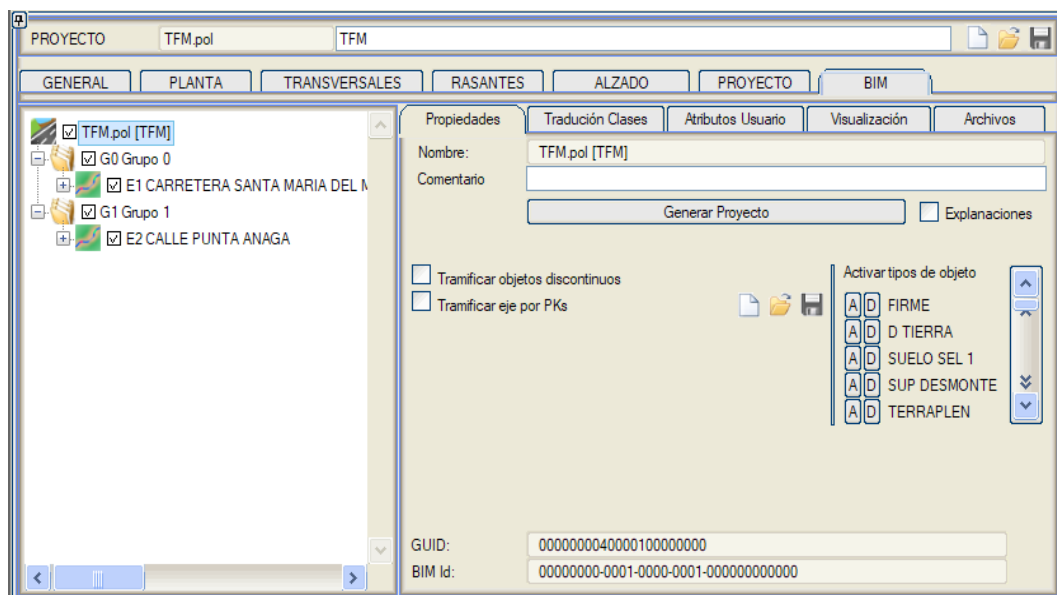 PROYECTO TFM.pol TFM
GENERAL PLANTA TRANSVERSALES RASANTES ALZADO PROYECTO BIM
TFM.pol [TFM]
G0 Grupo 0
E1 CARRETERA SANTA MARIA DEL
G1 Grupo 1
E2 CALLE PUNTA ANAGA
Propiedades Tradución Clases Atributos Usuario Visualización Archivos
Nombre: TFM.pol [TFM]
Comentario
Generar Proyecto Explanaciones
Tramificar objetos discontinuos
Tramificar eje por PKs
Activar tipos de objeto
A D FIRME
A D D TIERRA
A D SUELO SEL 1
A D SUP DESMONTE
A D TERRAPLEN
GUID: 0000000040000100000000
BIM Id: 00000000-0001-0000-0001-000000000000